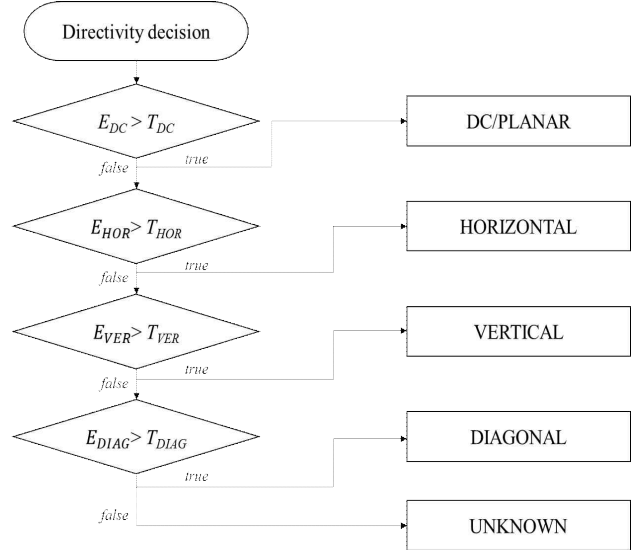 Directivity decision
E_DC > T_DC
DC/PLANAR
false
true
E_HOR > T_HOR
HORIZONTAL
false
true
E_VER > T_VER
VERTICAL
false
true
E_DIAG > T_DIAG
DIAGONAL
true
false
UNKNOWN